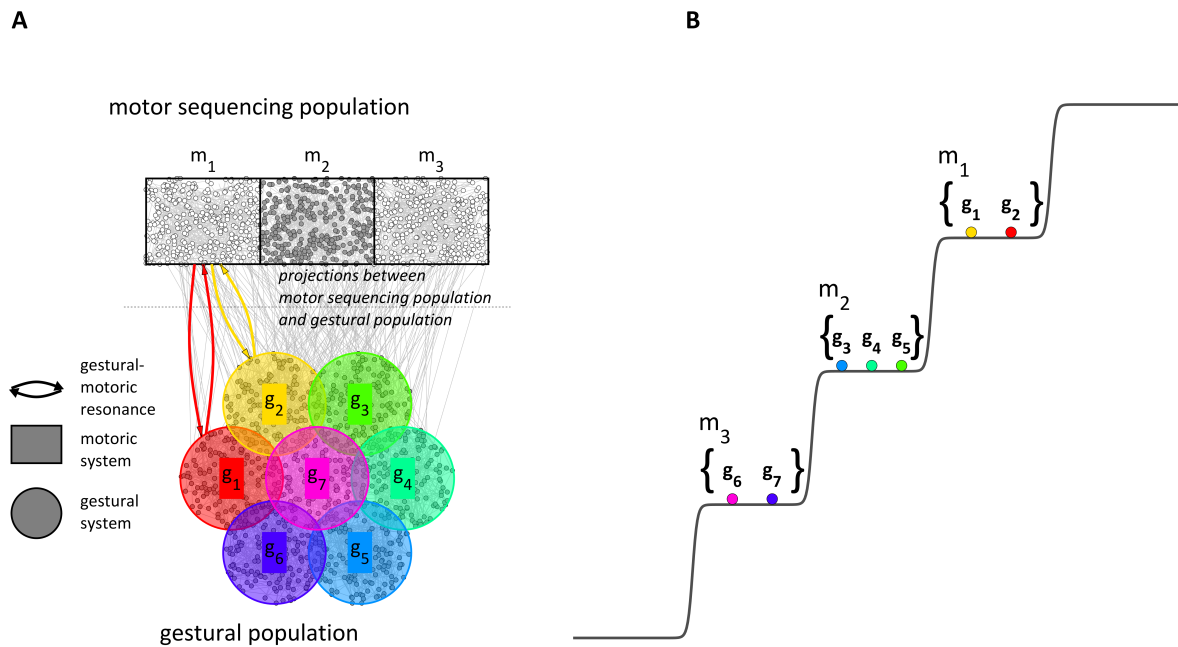 A
motor sequencing population
m1 m2 m3
projections between
motor sequencing population
and gestural population
gestural-
motoric
resonance
motoric
system
gestural
system
g2 g3
g1 g7 g4
g6 g5
gestural population
B
m1
{ g1 g2 }
m2
{ g3 g4 g5 }
m3
{ g6 g7 }